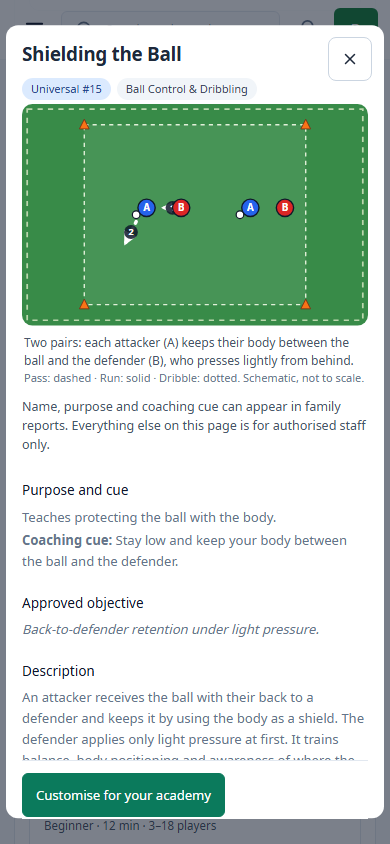 Shielding the Ball
Universal #15
Ball Control & Dribbling
A B A B
2
Two pairs: each attacker (A) keeps their body between the
ball and the defender (B), who presses lightly from behind.
Pass: dashed · Run: solid · Dribble: dotted. Schematic, not to scale.
Name, purpose and coaching cue can appear in family
reports. Everything else on this page is for authorised staff
only.
Purpose and cue
Teaches protecting the ball with the body.
Coaching cue: Stay low and keep your body between
the ball and the defender.
Approved objective
Back-to-defender retention under light pressure.
Description
An attacker receives the ball with their back to a
defender and keeps it by using the body as a shield. The
defender applies only light pressure at first. It trains
balance, body positioning and awareness of where the
Customise for your academy
Beginner · 12 min · 3–18 players